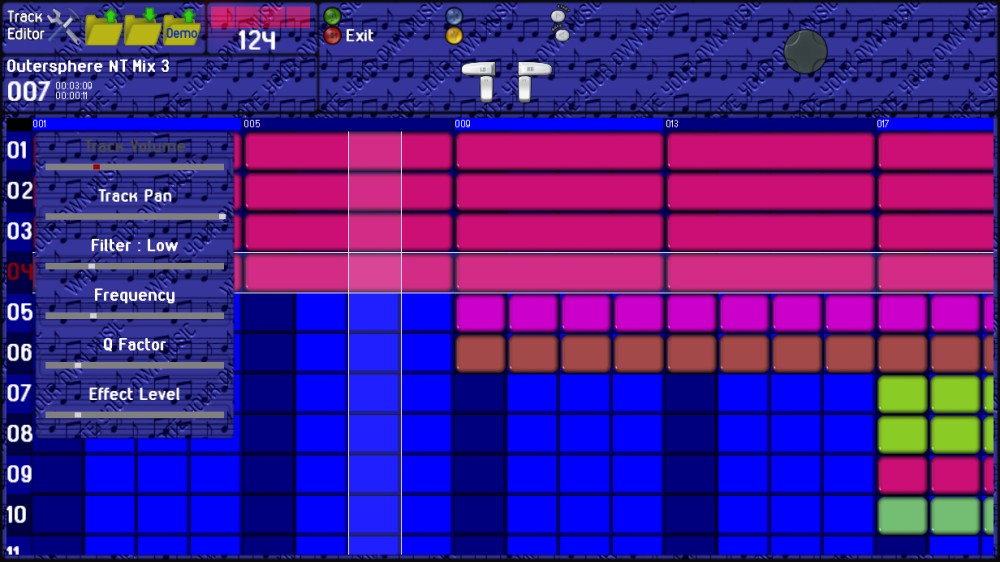 Track
Editor
Demo
124
Exit
Outersphere NT Mix 3
007
00:03:09
00:00:11
001
005
009
013
017
01
02
03
04
05
06
07
08
09
10
11
Track Volume
Track Pan
Filter : Low
Frequency
Q Factor
Effect Level